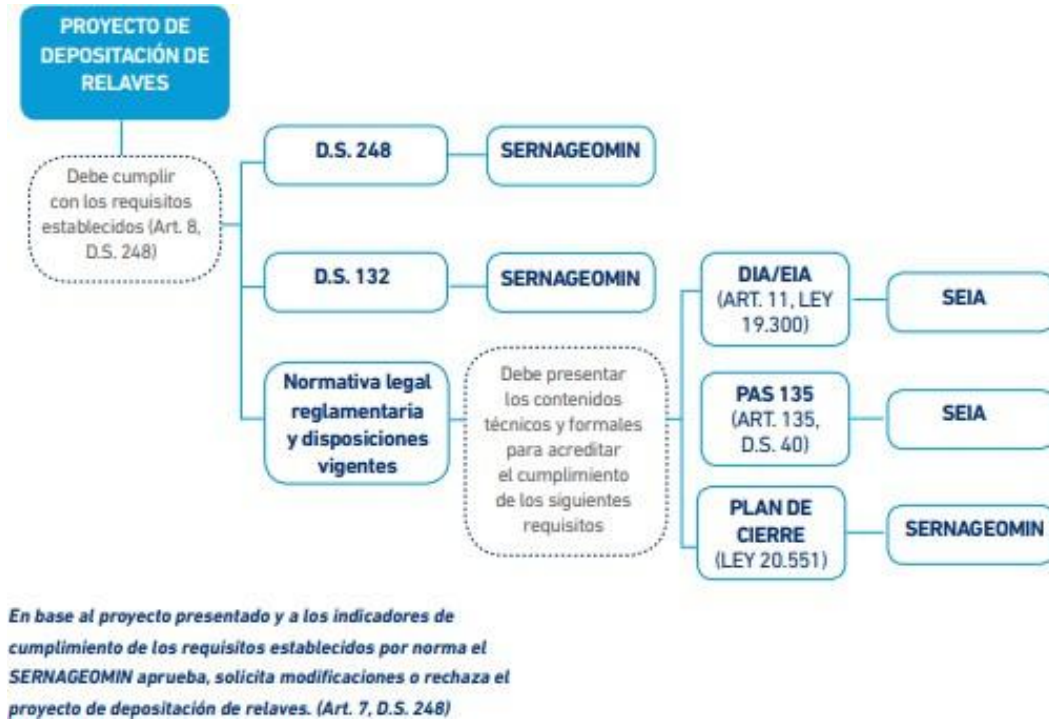 PROYECTO DE
DEPOSITACIÓN DE
RELAVES
Debe cumplir
con los requisitos
establecidos (Art. 8,
D.S. 248)
D.S. 248
SERNAGEOMIN
D.S. 132
SERNAGEOMIN
Normativa legal
reglamentaria
y disposiciones
vigentes
Debe presentar
los contenidos
técnicos y formales
para acreditar
el cumplimiento
de los siguientes
requisitos
DIA/EIA
(ART. 11, LEY
19.300)
SEIA
PAS 135
(ART. 135,
D.S. 40)
SEIA
PLAN DE
CIERRE
(LEY 20.551)
SERNAGEOMIN
En base al proyecto presentado y a los indicadores de
cumplimiento de los requisitos establecidos por norma el
SERNAGEOMIN aprueba, solicita modificaciones o rechaza el
proyecto de depositación de relaves. (Art. 7, D.S. 248)